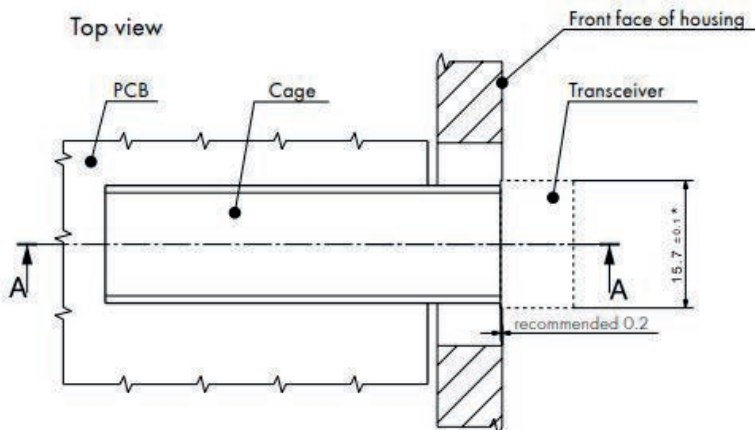 Top view
Front face of housing
PCB
Cage
Transceiver
15.7 ±0.1*
A
A
recommended 0.2